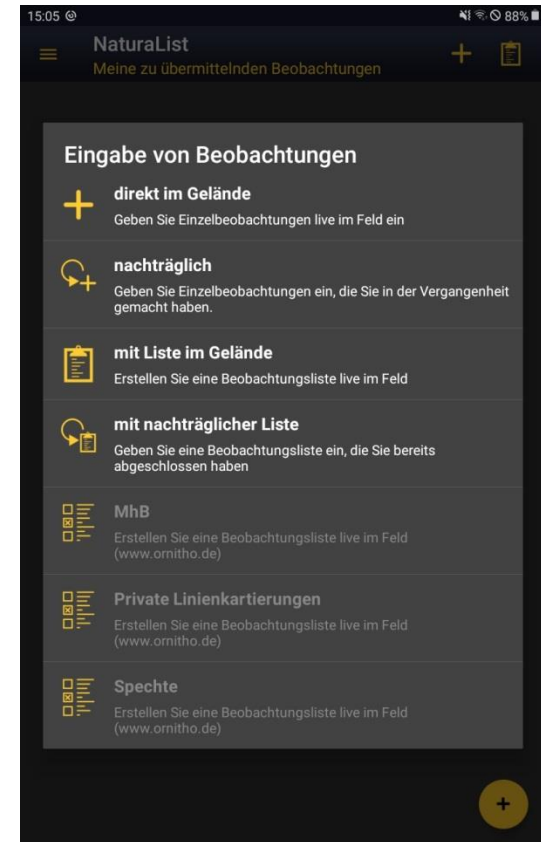 15:05 88%
NaturaList
Meine zu übermittelnden Beobachtungen
Eingabe von Beobachtungen
direkt im Gelände
Geben Sie Einzelbeobachtungen live im Feld ein
nachträglich
Geben Sie Einzelbeobachtungen ein, die Sie in der Vergangenheit
gemacht haben.
mit Liste im Gelände
Erstellen Sie eine Beobachtungsliste live im Feld
mit nachträglicher Liste
Geben Sie eine Beobachtungsliste ein, die Sie bereits
abgeschlossen haben
MhB
Erstellen Sie eine Beobachtungsliste live im Feld
(www.ornitho.de)
Private Linienkartierungen
Erstellen Sie eine Beobachtungsliste live im Feld
(www.ornitho.de)
Spechte
Erstellen Sie eine Beobachtungsliste live im Feld
(www.ornitho.de)